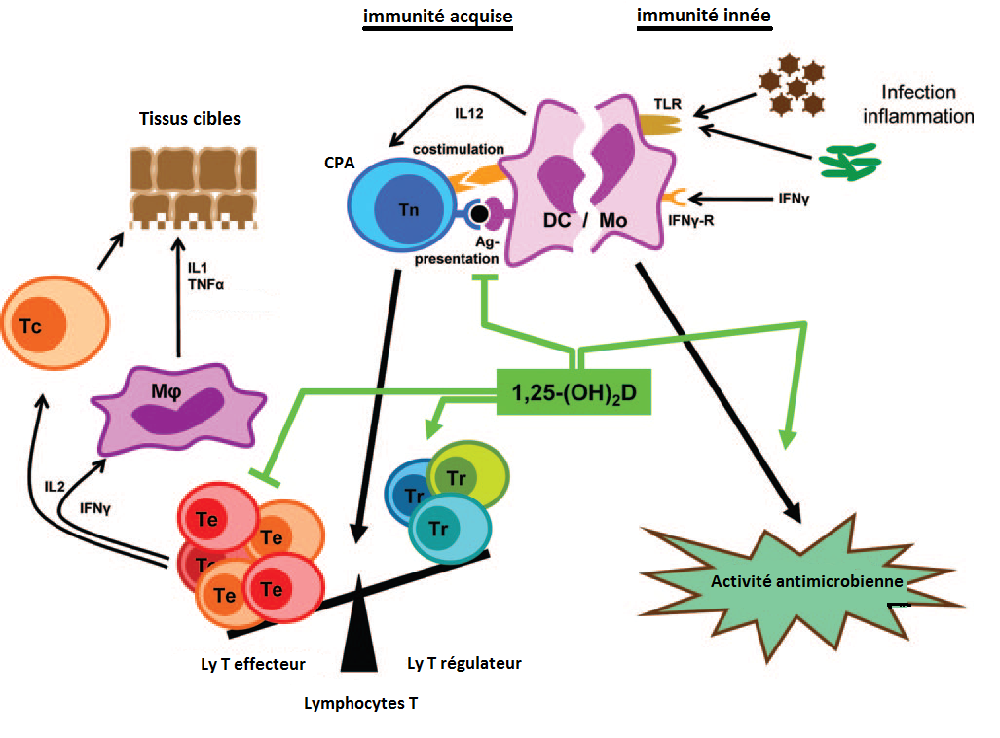 immunité acquise
immunité innée
TLR
Infection
inflammation
IL12
Tissus cibles
costimulation
CPA
Tn
DC / Mo
IFNγ
IFNγ-R
Ag-
presentation
IL1
TNFα
Tc
Mφ
1,25-(OH)₂D
IL2
IFNγ
Tr
Tr
Tr
Te
Te
Te
Te
Te
Activité antimicrobienne
Ly T effecteur
Ly T régulateur
Lymphocytes T